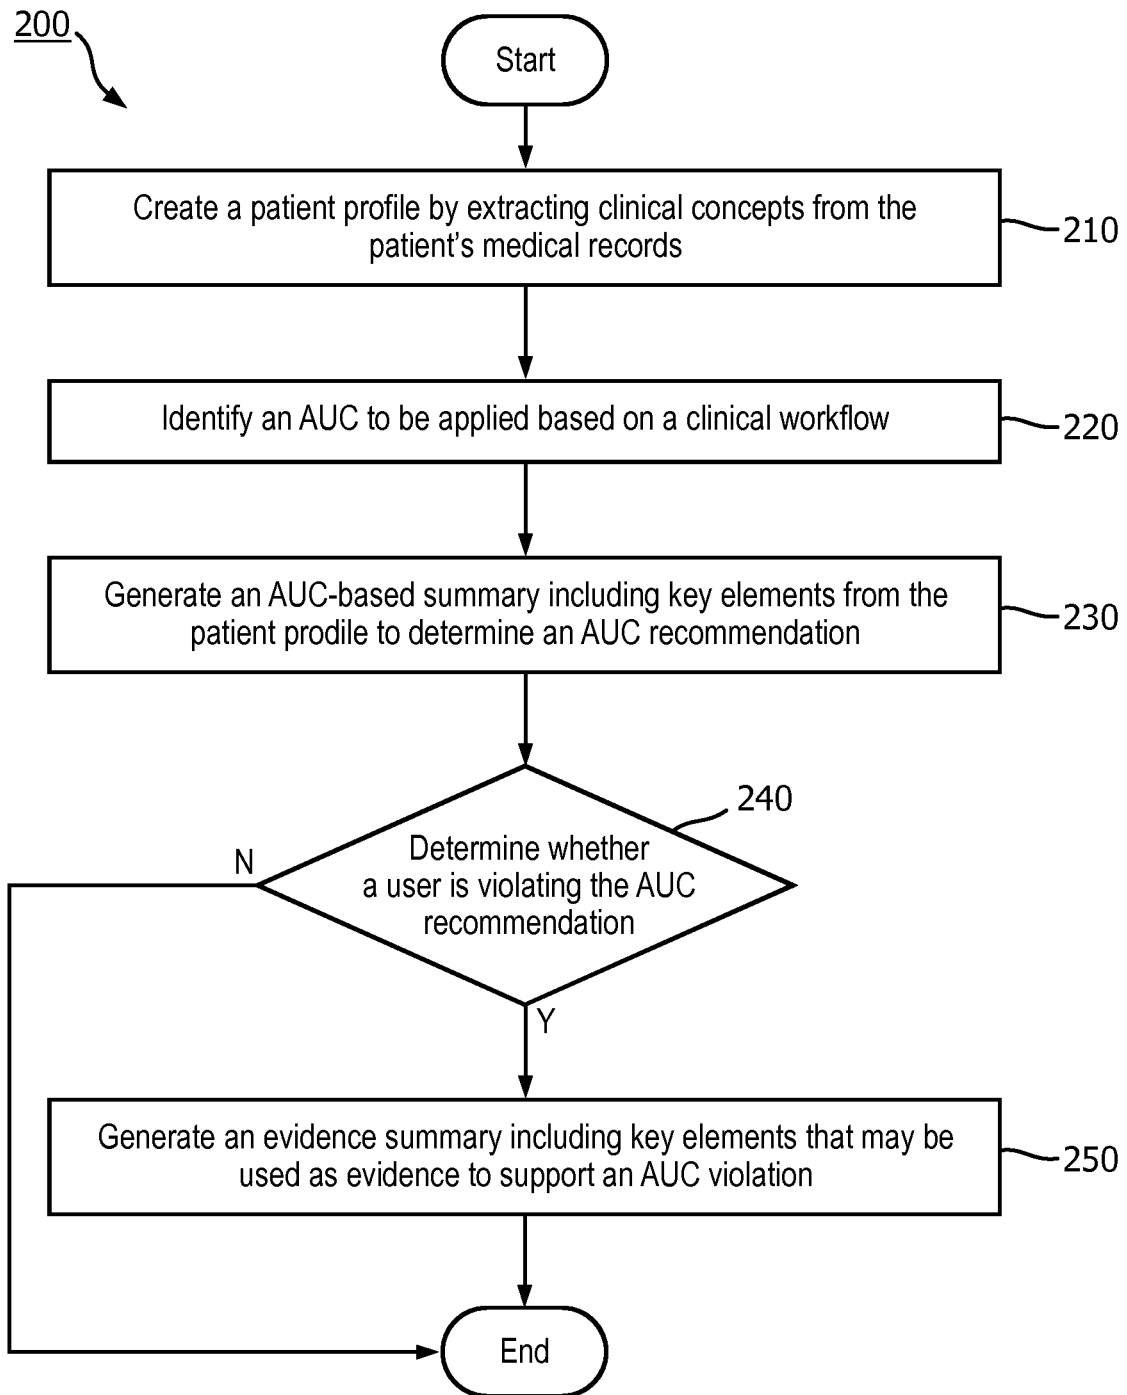 200
Start
Create a patient profile by extracting clinical concepts from the
patient's medical records
210
Identify an AUC to be applied based on a clinical workflow
220
Generate an AUC-based summary including key elements from the
patient prodile to determine an AUC recommendation
230
240
Determine whether
a user is violating the AUC
recommendation
N
Y
Generate an evidence summary including key elements that may be
used as evidence to support an AUC violation
250
End